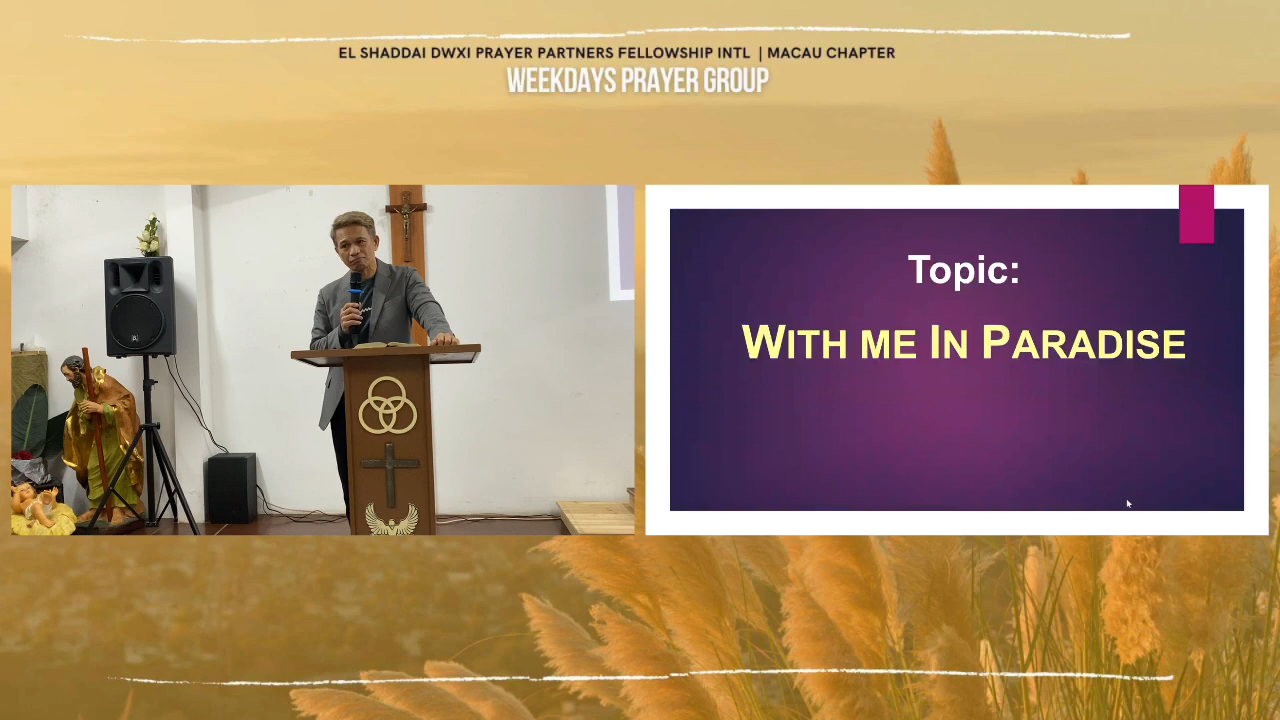 EL SHADDAI DWXI PRAYER PARTNERS FELLOWSHIP INTL | MACAU CHAPTER
WEEKDAYS PRAYER GROUP
Topic:
WITH ME IN PARADISE